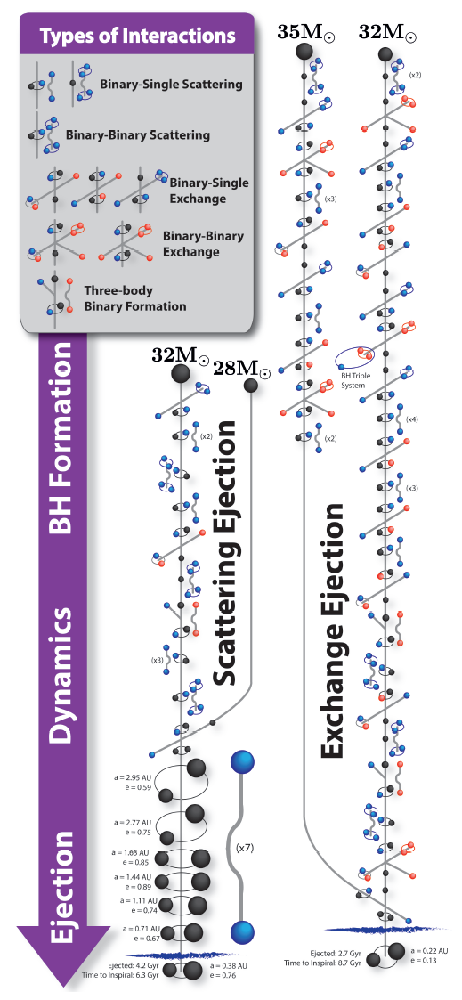 Types of Interactions
Binary-Single Scattering
Binary-Binary Scattering
Binary-Single
Exchange
Binary-Binary
Exchange
Three-body
Binary Formation
BH Formation
Dynamics
Ejection
32M⊙
28M⊙
(x2)
(x3)
Scattering Ejection
a = 2.95 AU
e = 0.59
a = 2.77 AU
e = 0.75
a = 1.65 AU
e = 0.85
a = 1.44 AU
e = 0.89
a = 1.11 AU
e = 0.74
a = 0.71 AU
e = 0.67
(x7)
Ejected: 4.2 Gyr
Time to Inspiral: 6.3 Gyr
a = 0.38 AU
e = 0.76
35M⊙
32M⊙
(x2)
(x3)
BH Triple
System
(x4)
(x2)
(x3)
Exchange Ejection
Ejected: 2.7 Gyr
Time to Inspiral: 8.7 Gyr
a = 0.22 AU
e = 0.13